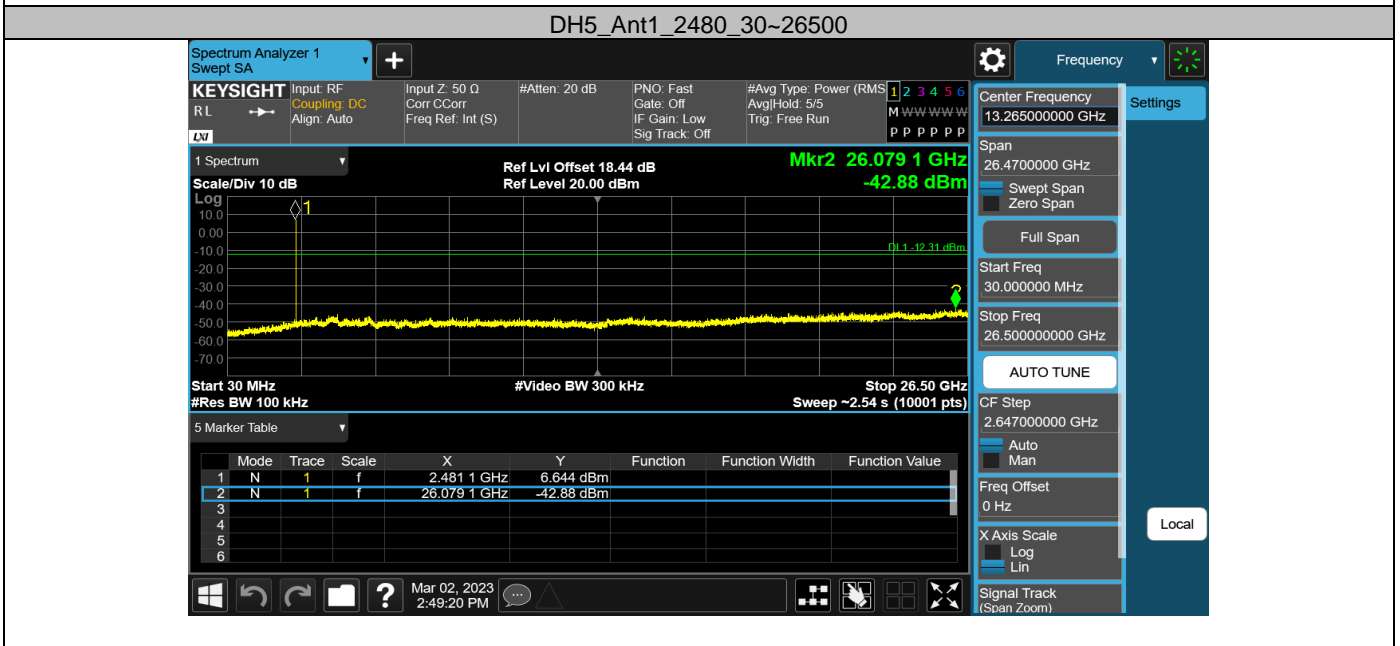 DH5_Ant1_2480_30~26500
Spectrum Analyzer 1
Swept SA
Frequency
KEYSIGHT
RL
LXI
Input: RF
Coupling: DC
Align: Auto
Input Z: 50 Ω
Corr CCorr
Freq Ref: Int (S)
#Atten: 20 dB
PNO: Fast
Gate: Off
IF Gain: Low
Sig Track: Off
#Avg Type: Power (RMS
Avg|Hold: 5/5
Trig: Free Run
1 2 3 4 5 6
M W W W W W
P P P P P P
1 Spectrum
Scale/Div 10 dB
Ref Lvl Offset 18.44 dB
Ref Level 20.00 dBm
Mkr2 26.079 1 GHz
-42.88 dBm
Log
10.0
0.00
-10.0
-20.0
-30.0
-40.0
-50.0
-60.0
-70.0
1
DL1 -12.31 dBm
2
Start 30 MHz
#Video BW 300 kHz
Stop 26.50 GHz
#Res BW 100 kHz
Sweep ~2.54 s (10001 pts)
5 Marker Table
Mode Trace Scale X Y Function Function Width Function Value
1 N 1 f 2.481 1 GHz 6.644 dBm
2 N 1 f 26.079 1 GHz -42.88 dBm
3
4
5
6
Mar 02, 2023
2:49:20 PM
Center Frequency
13.265000000 GHz
Settings
Span
26.4700000 GHz
Swept Span
Zero Span
Full Span
Start Freq
30.000000 MHz
Stop Freq
26.500000000 GHz
AUTO TUNE
CF Step
2.647000000 GHz
Auto
Man
Freq Offset
0 Hz
Local
X Axis Scale
Log
Lin
Signal Track
(Span Zoom)